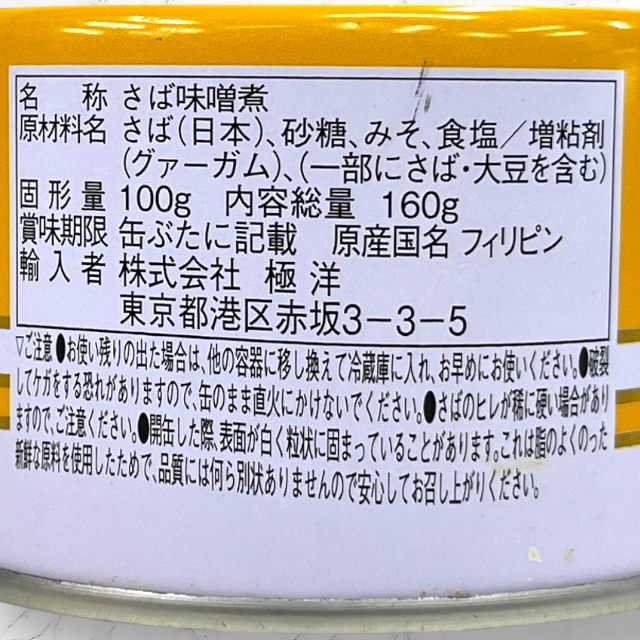 名 称 さば味噌煮
原材料名 さば(日本)、砂糖、みそ、食塩/増粘剤
(グァーガム)、(一部にさば・大豆を含む)
固形量 100g 内容総量 160g
賞味期限 缶ぶたに記載 原産国名 フィリピン
輸入者 株式会社 極洋
東京都港区赤坂3-3-5
▽ご注意●お使い残りの出た場合は、他の容器に移し換えて冷蔵庫に入れ、お早めにお使いください。●破裂
してケガをする恐れがありますので、缶のまま直火にかけないでください。●さばのヒレが稀に硬い場合があり
ますので、ご注意ください。●開缶した際、表面が白く粒状に固まっていることがあります。これは脂のよくのった
新鮮な原料を使用したためで、品質には何ら別状ありませんので安心してお召し上がりください。